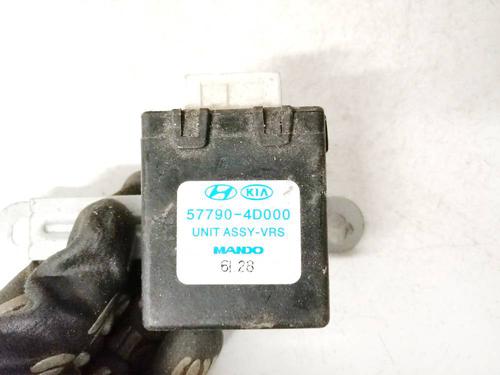 KIA
57790-4D000
UNIT ASSY-VRS
MANDO
6L28